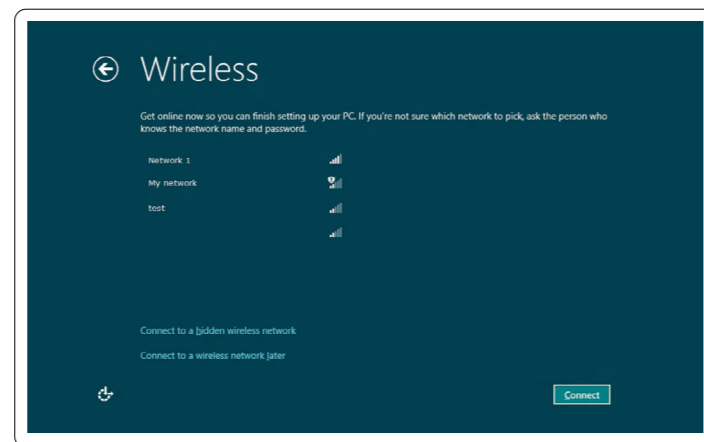 Wireless
Get online now so you can finish setting up your PC. If you're not sure which network to pick, ask the person who
knows the network name and password.
Network 1
My network
test
Connect to a hidden wireless network
Connect to a wireless network later
Connect